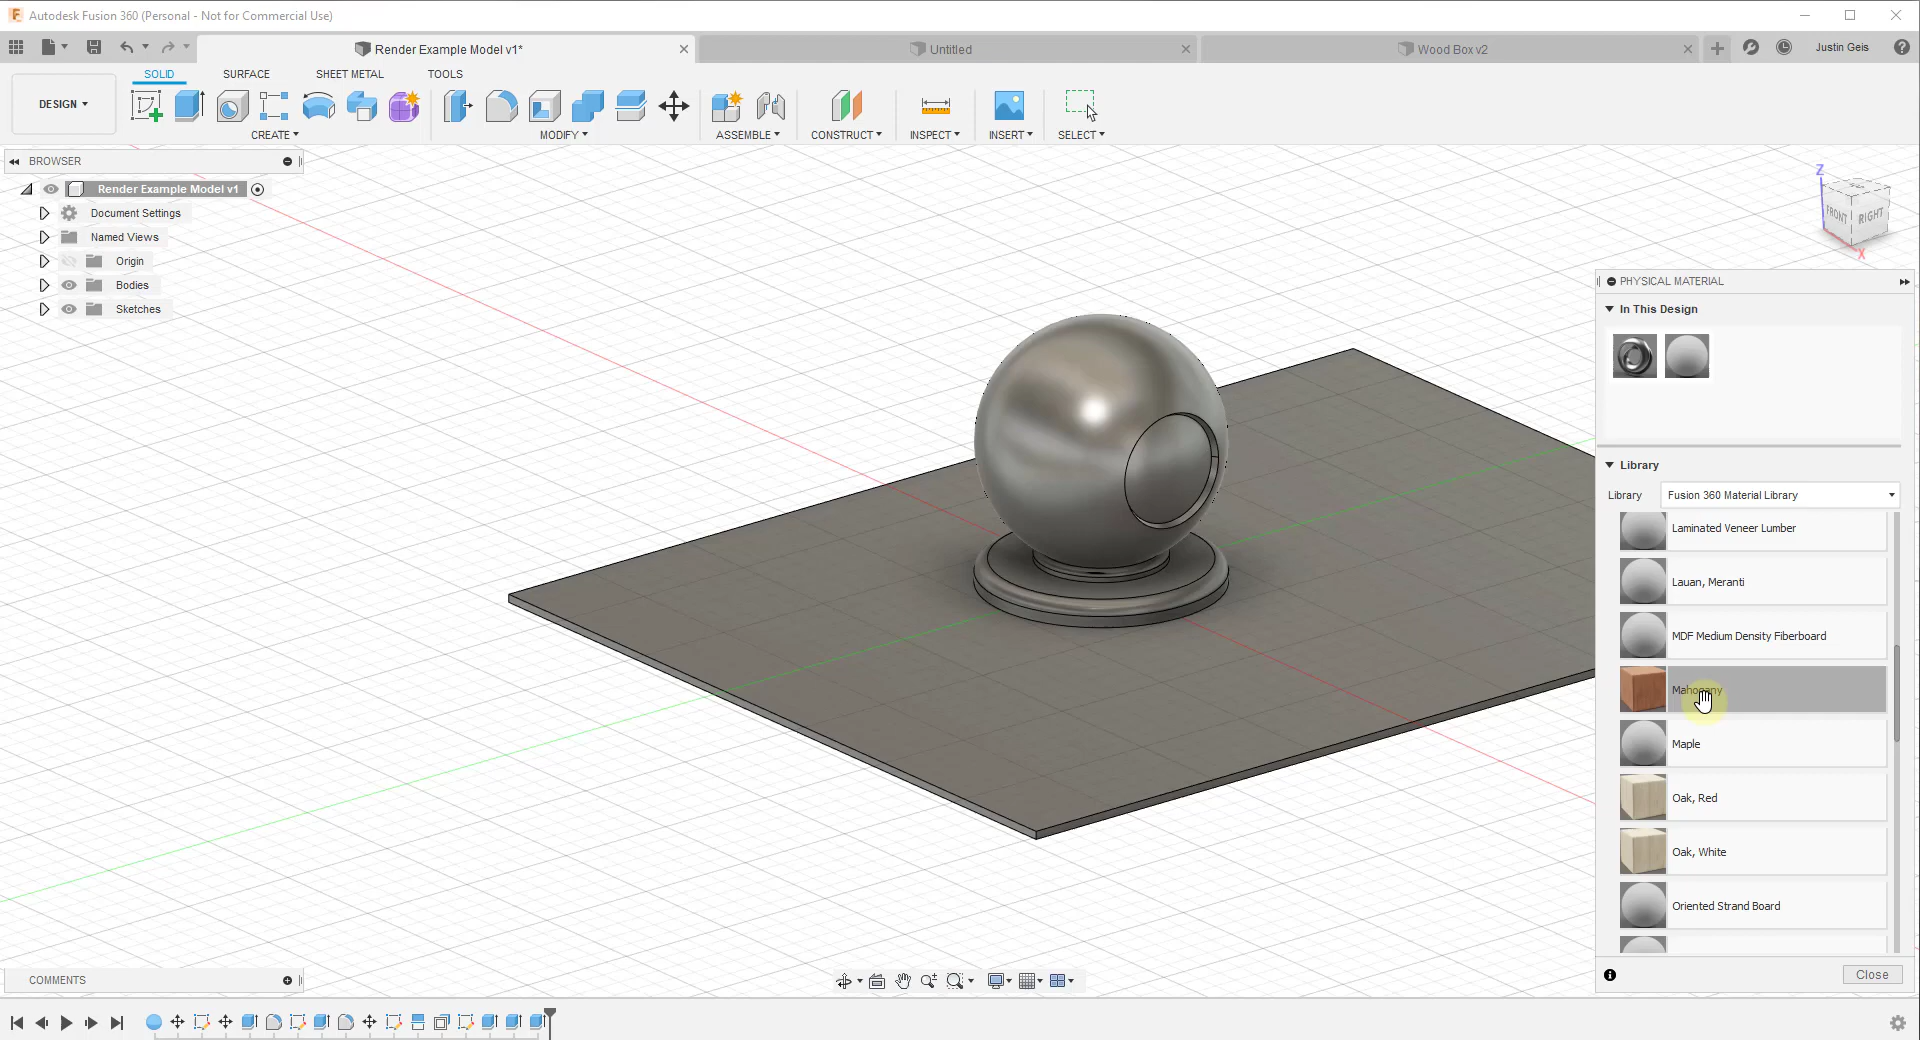 Autodesk Fusion 360 (Personal - Not for Commercial Use)
Render Example Model v1*
Untitled
Wood Box v2
Justin Geis
DESIGN
SOLID
SURFACE
SHEET METAL
TOOLS
CREATE
MODIFY
ASSEMBLE
CONSTRUCT
INSPECT
INSERT
SELECT
BROWSER
Render Example Model v1
Document Settings
Named Views
Origin
Bodies
Sketches
Z
FRONT
RIGHT
X
PHYSICAL MATERIAL
In This Design
Library
Library
Fusion 360 Material Library
Laminated Veneer Lumber
Lauan, Meranti
MDF Medium Density Fiberboard
Mahogany
Maple
Oak, Red
Oak, White
Oriented Strand Board
Close
COMMENTS